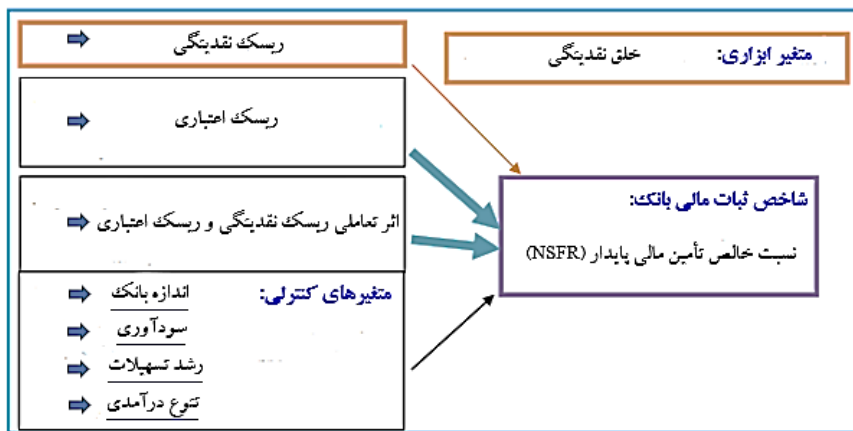 متغیر ابزاری: خلق نقدینگی
ریسک نقدینگی
ریسک اعتباری
اثر تعاملی ریسک نقدینگی و ریسک اعتباری
متغیرهای کنترلی:
اندازه بانک
سودآوری
رشد تسهیلات
تنوع درآمدی
شاخص ثبات مالی بانک:
نسبت خالص تأمین مالی پایدار (NSFR)